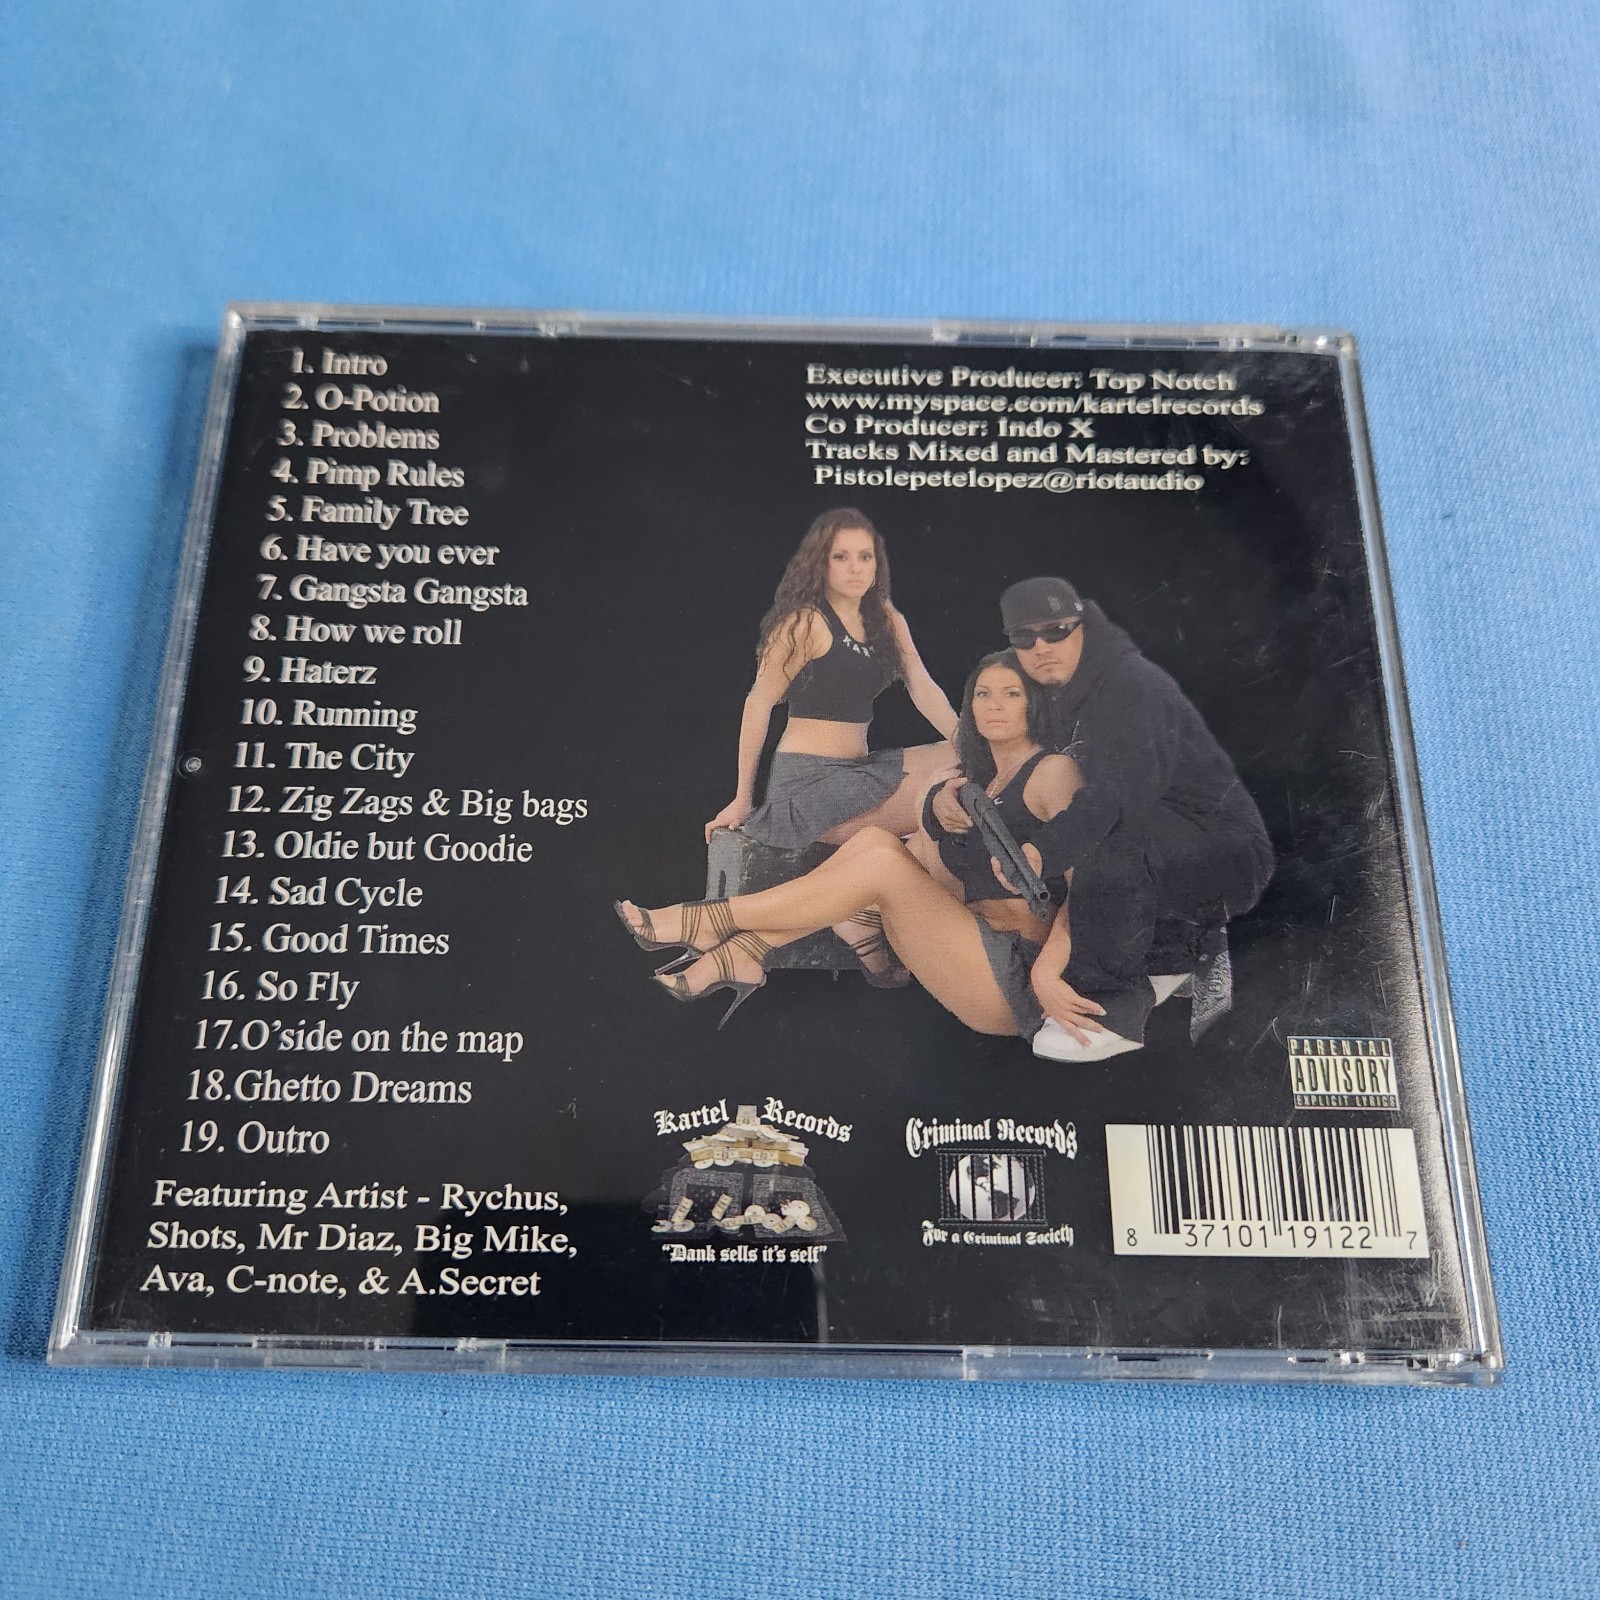 1. Intro
2. O-Potion
3. Problems
4. Pimp Rules
5. Family Tree
6. Have you ever
7. Gangsta Gangsta
8. How we roll
9. Haterz
10. Running
11. The City
12. Zig Zags & Big bags
13. Oldie but Goodie
14. Sad Cycle
15. Good Times
16. So Fly
17.O'side on the map
18.Ghetto Dreams
19. Outro
Featuring Artist - Rychus,
Shots, Mr Diaz, Big Mike,
Ava, C-note, & A.Secret
Executive Producer: Top Notch
www.myspace.com/kartelrecords
Co Producer: Indo X
Tracks Mixed and Mastered by:
Pistolepetelopez@riotaudio
Kartel Records
"Dank sells it's self"
Criminal Records
For a Criminal Society
PARENTAL
ADVISORY
EXPLICIT LYRICS
8 37101 19122 7